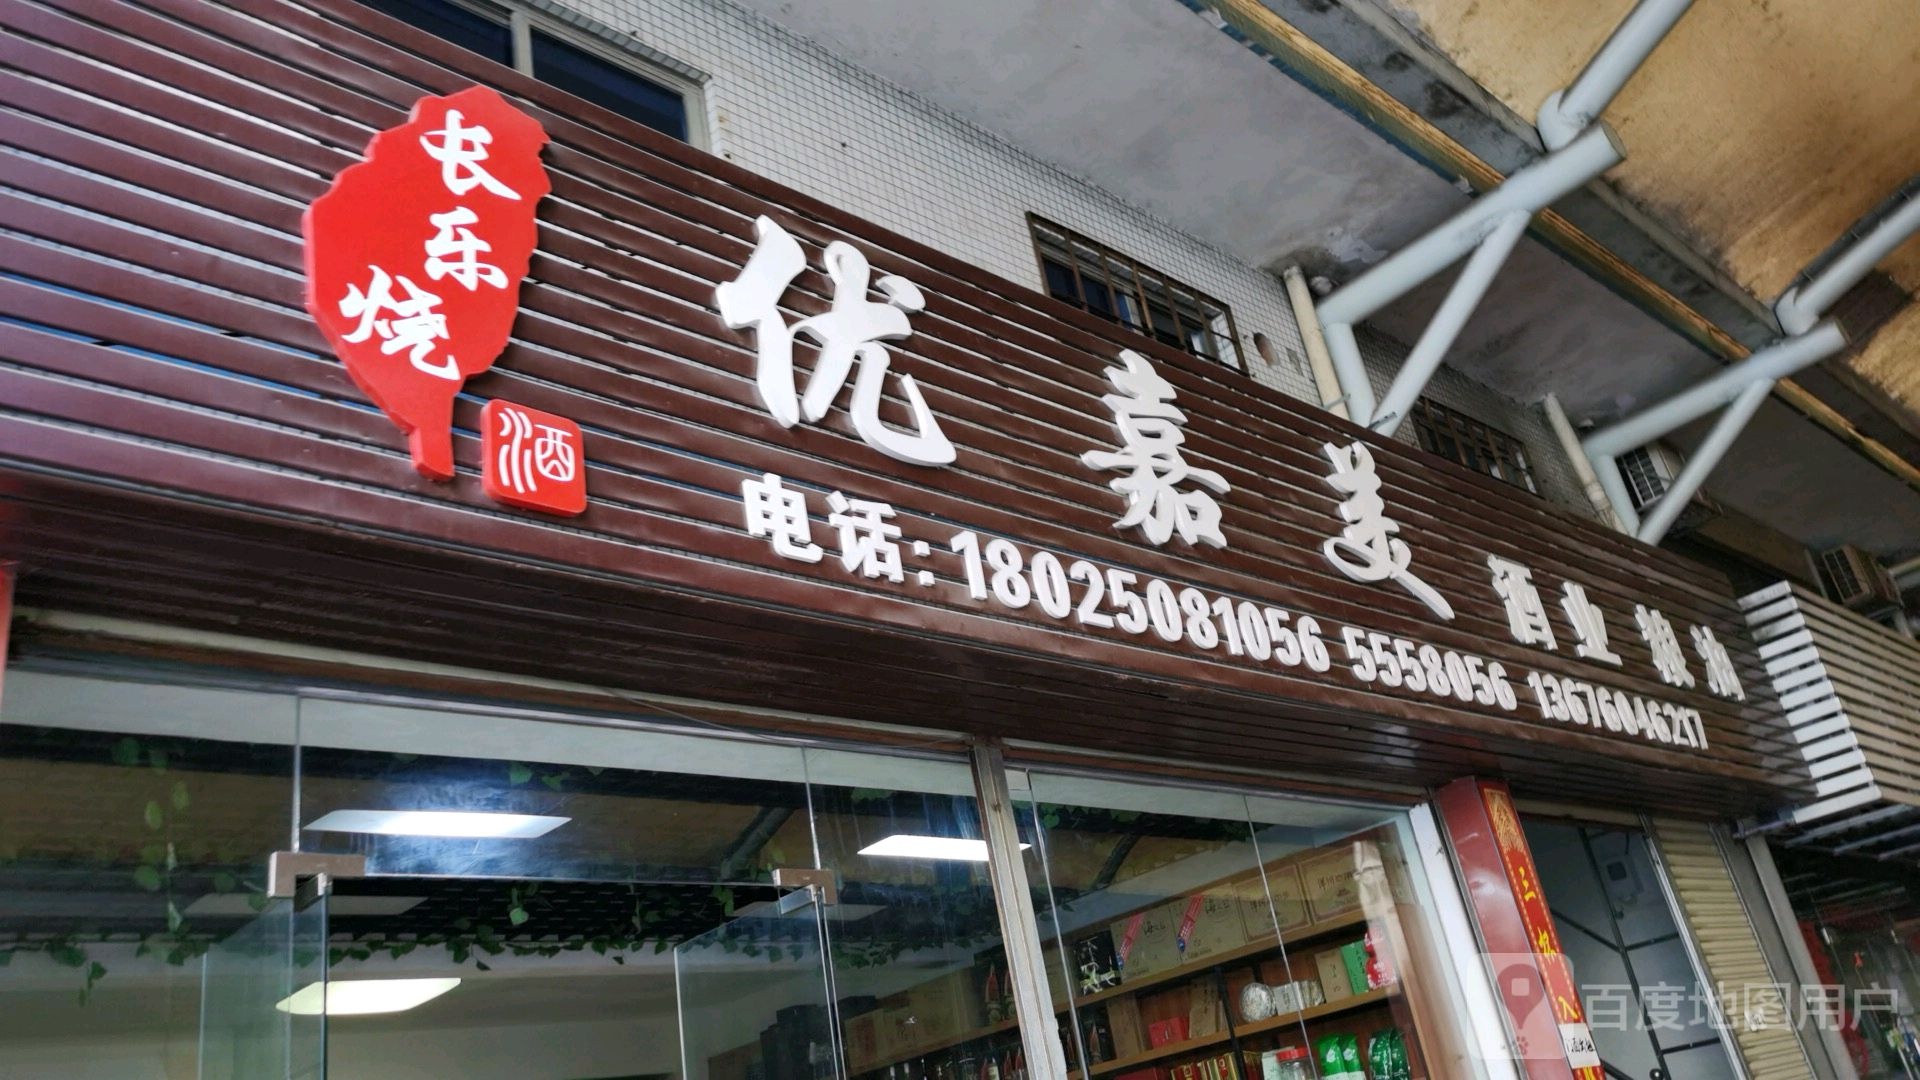 长乐烧
酒
优嘉美 酒业 粮油
电话:18025081056 5558056 13676046217
百度地图用户